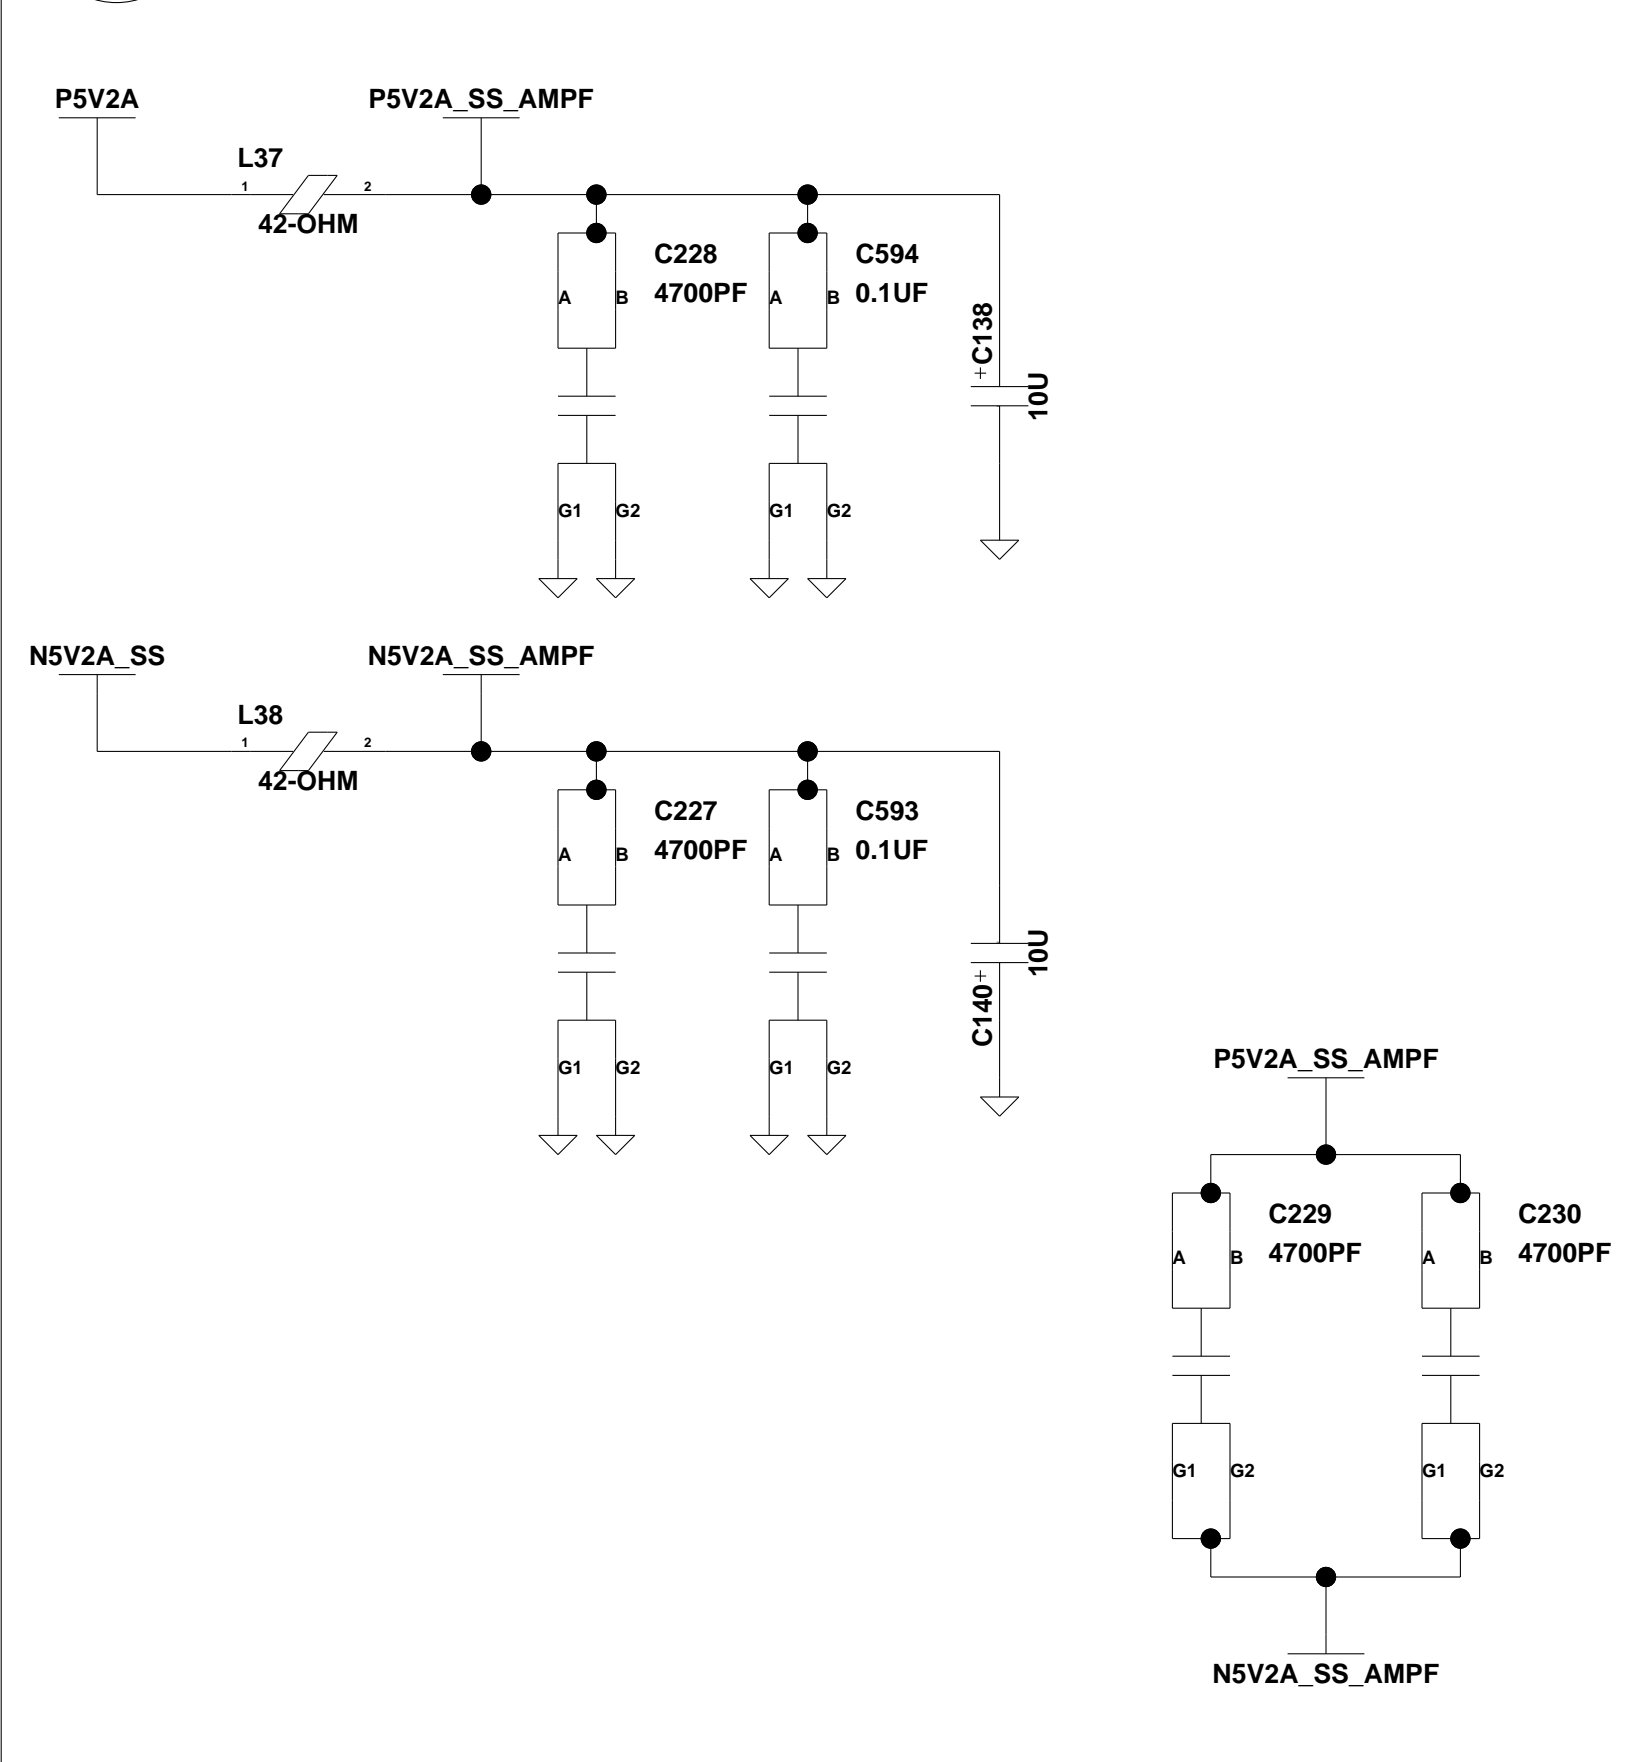 P5V2A
P5V2A_SS_AMPF
L37
1
2
42-OHM
C228
4700PF
A
B
C594
0.1UF
A
B
+C138
10U
G1
G2
G1
G2
N5V2A_SS
N5V2A_SS_AMPF
L38
1
2
42-OHM
C227
4700PF
A
B
C593
0.1UF
A
B
C140+
10U
G1
G2
G1
G2
P5V2A_SS_AMPF
C229
4700PF
A
B
C230
4700PF
A
B
G1
G2
G1
G2
N5V2A_SS_AMPF